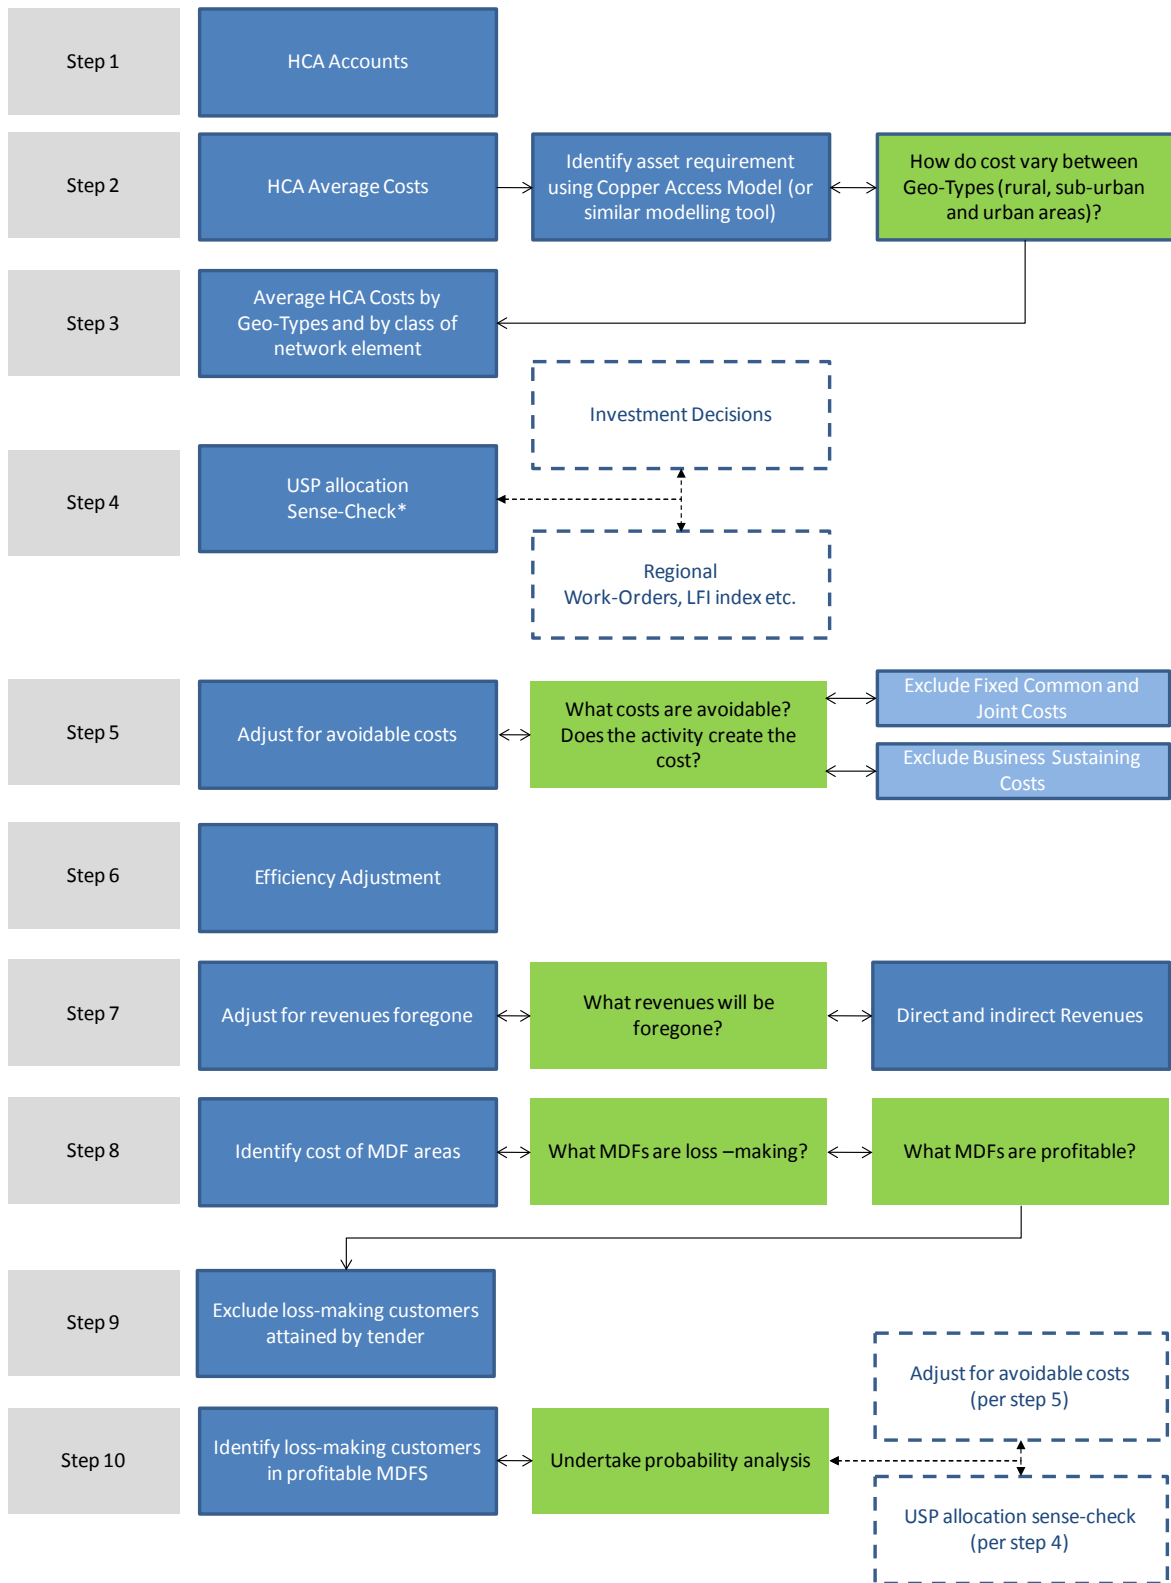 Step 1
HCA Accounts
Step 2
HCA Average Costs
Identify asset requirement
using Copper Access Model (or
similar modelling tool)
How do cost vary between
Geo-Types (rural, sub-urban
and urban areas)?
Step 3
Average HCA Costs by
Geo-Types and by class of
network element
Investment Decisions
Step 4
USP allocation
Sense-Check*
Regional
Work-Orders, LFI index etc.
Step 5
Adjust for avoidable costs
What costs are avoidable?
Does the activity create the
cost?
Exclude Fixed Common and
Joint Costs
Exclude Business Sustaining
Costs
Step 6
Efficiency Adjustment
Step 7
Adjust for revenues foregone
What revenues will be
foregone?
Direct and indirect Revenues
Step 8
Identify cost of MDF areas
What MDFs are loss –making?
What MDFs are profitable?
Step 9
Exclude loss-making customers
attained by tender
Adjust for avoidable costs
(per step 5)
Step 10
Identify loss-making customers
in profitable MDFS
Undertake probability analysis
USP allocation sense-check
(per step 4)